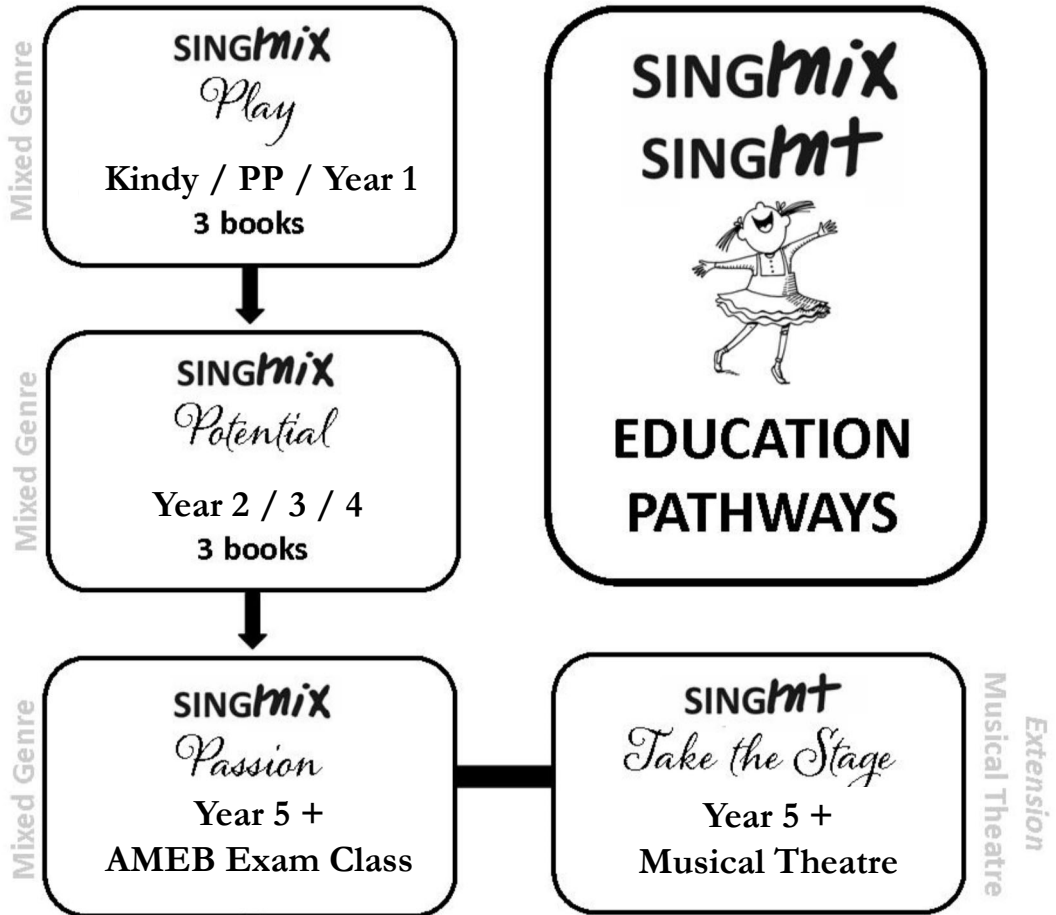 Mixed Genre
SINGmix
Play
Kindy / PP / Year 1
3 books
SINGmix
SINGmt
EDUCATION
PATHWAYS
Mixed Genre
SINGmix
Potential
Year 2 / 3 / 4
3 books
Mixed Genre
SINGmix
Passion
Year 5 +
AMEB Exam Class
SINGmt
Take the Stage
Year 5 +
Musical Theatre
Extension
Musical Theatre